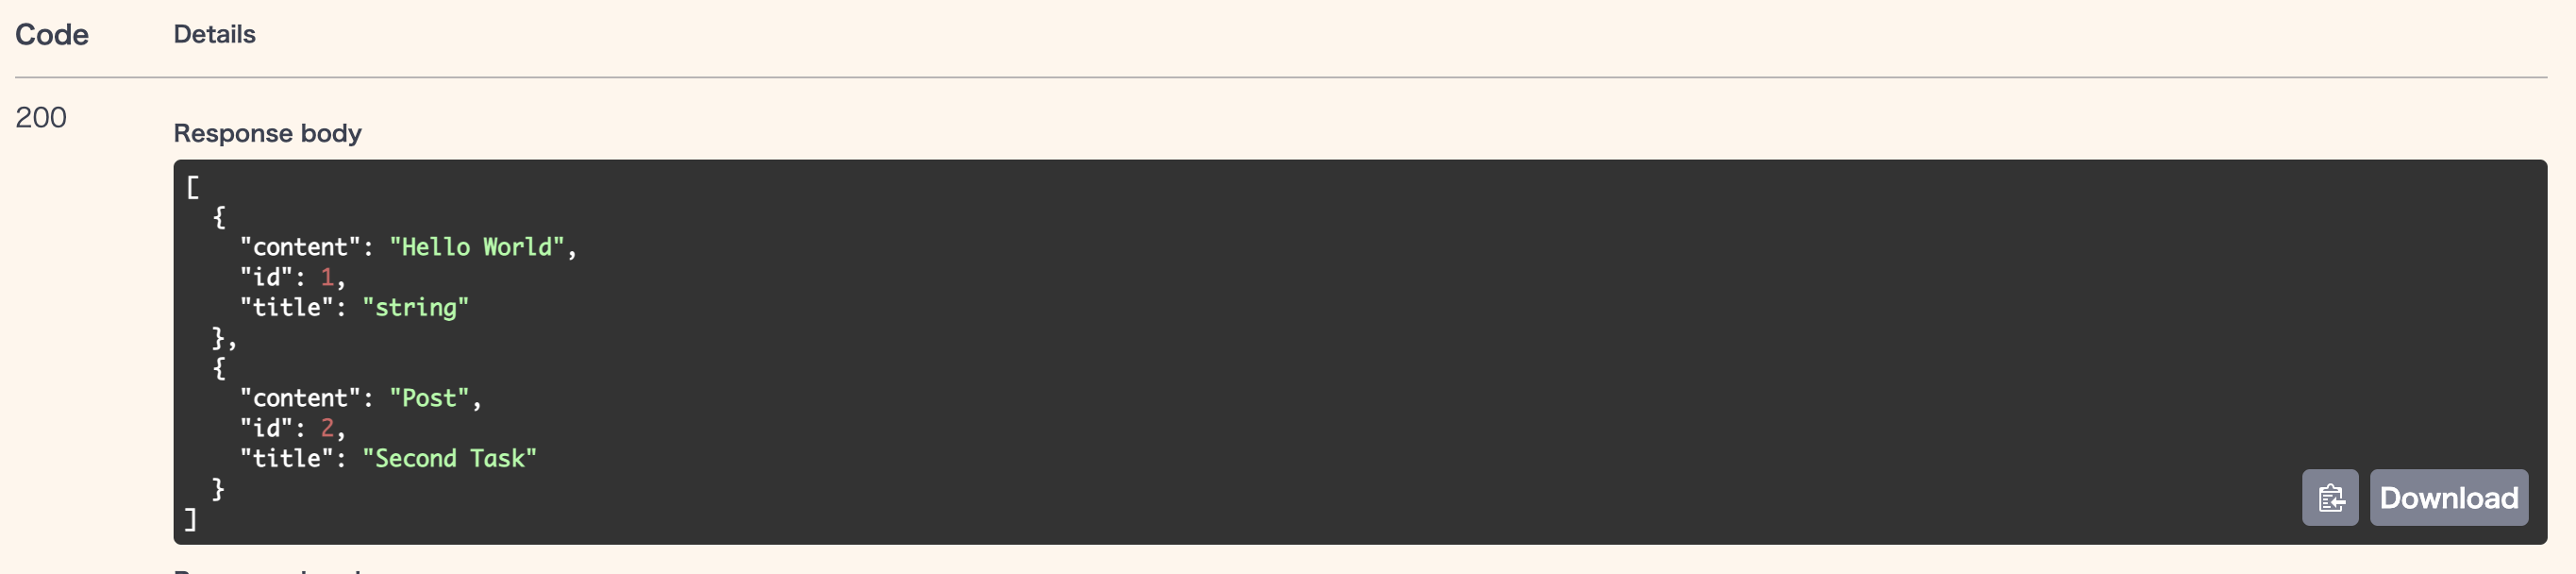 Code Details
200
Response body
[
  {
    "content": "Hello World",
    "id": 1,
    "title": "string"
  },
  {
    "content": "Post",
    "id": 2,
    "title": "Second Task"
  }
]
Download